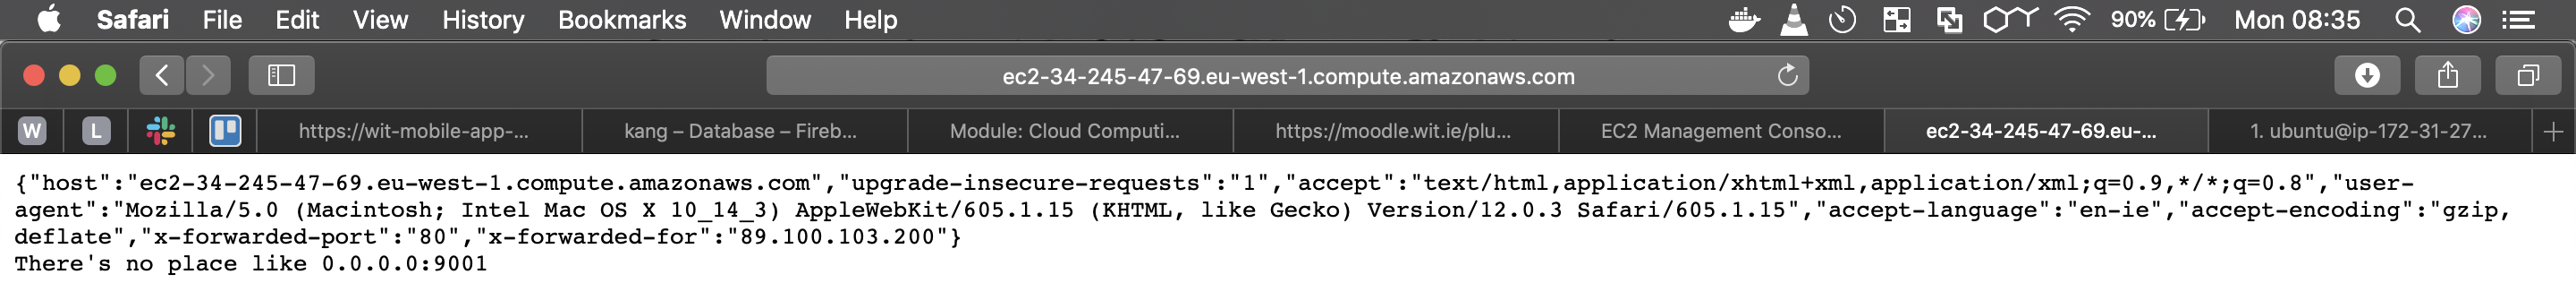 Safari File Edit View History Bookmarks Window Help 90% Mon 08:35
ec2-34-245-47-69.eu-west-1.compute.amazonaws.com
W L https://wit-mobile-app-... kang – Database – Fireb... Module: Cloud Computi... https://moodle.wit.ie/plu... EC2 Management Conso... ec2-34-245-47-69.eu-... 1. ubuntu@ip-172-31-27...
{"host":"ec2-34-245-47-69.eu-west-1.compute.amazonaws.com","upgrade-insecure-requests":"1","accept":"text/html,application/xhtml+xml,application/xml;q=0.9,*/*;q=0.8","user-
agent":"Mozilla/5.0 (Macintosh; Intel Mac OS X 10_14_3) AppleWebKit/605.1.15 (KHTML, like Gecko) Version/12.0.3 Safari/605.1.15","accept-language":"en-ie","accept-encoding":"gzip,
deflate","x-forwarded-port":"80","x-forwarded-for":"89.100.103.200"}
There's no place like 0.0.0.0:9001